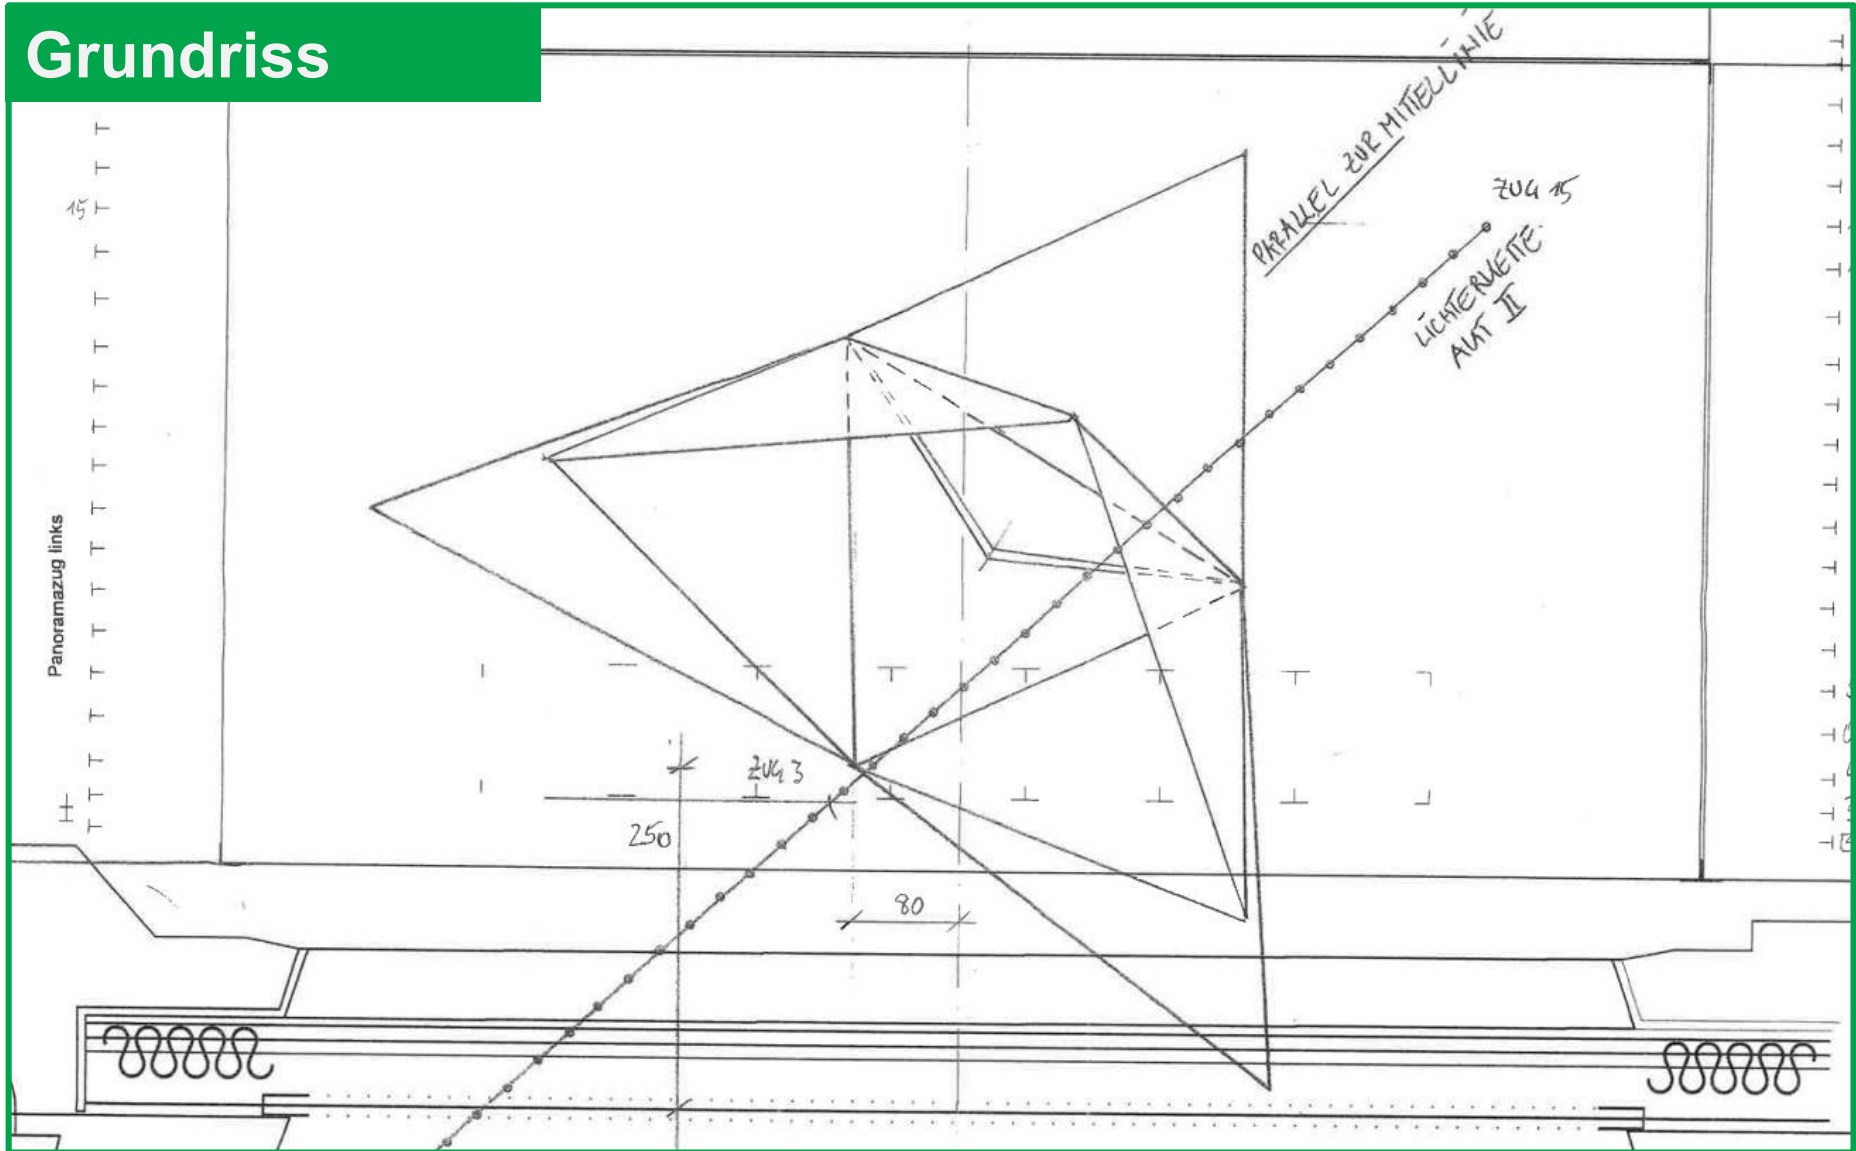 Grundriss
PARALLEL ZUR MITTELLINIE
ZUG 15
15
LICHTERKETTE
AKT II
Panoramazug links
ZUG 3
250
80